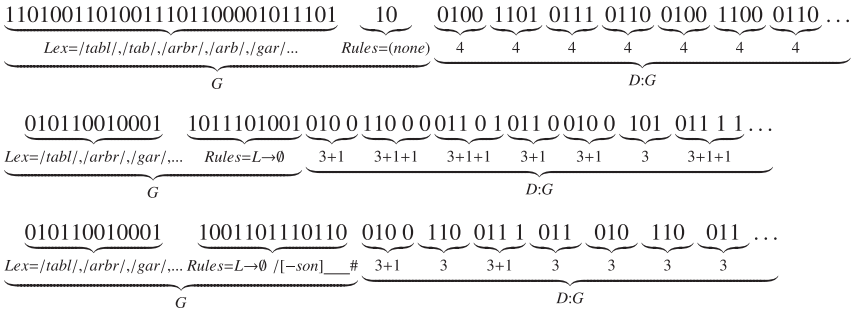 1101001101001110110000101 1101 10 0100 1101 0111 0110 0100 1100 0110 ...
Lex=/tabl/,/tab/,/arbr/,/arb/,/gar/... Rules=(none) 4 4 4 4 4 4 4
G D:G
010110010001 1011101001 010 0 110 0 0 011 0 1 011 0 010 0 101 011 1 1 ...
Lex=/tabl/,/arbr/,/gar/,... Rules=L→∅ 3+1 3+1+1 3+1+1 3+1 3+1 3 3+1+1
G D:G
010110010001 1001101110110 010 0 110 011 1 011 010 110 011 ...
Lex=/tabl/,/arbr/,/gar/,... Rules=L→∅ /[−son]___# 3+1 3 3+1 3 3 3 3
G D:G